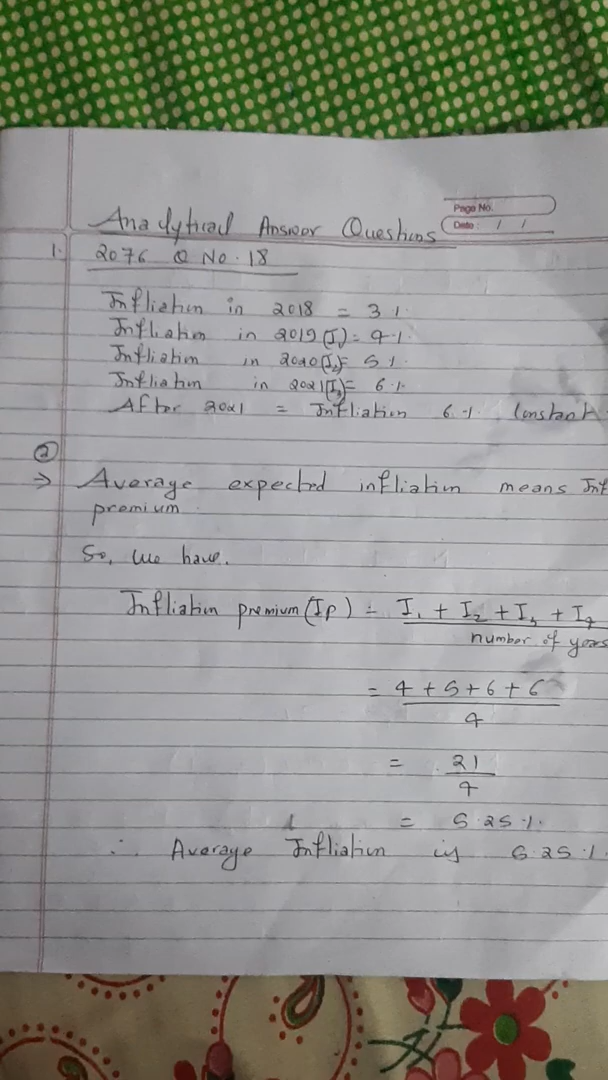 Page No.
Date: / /
Analytical Answer Questions
1. 2076 Q No. 18
Infliation in 2018 = 3%
Infliation in 2019 (I₁) = 4%
Infliation in 2020 (I₂) = 5%
Infliation in 2021 (I₃) = 6%
After 2021 = Infliation 6% Constant
(a)
⇒ Average expected infliation means Inf
premium.
So, we have.
Infliation premium (Ip) = I₁ + I₂ + I₃ + I₄
number of years
= 4 + 5 + 6 + 6
4
= 21
4
= 5.25%
∴ Average Infliation is 5.25%